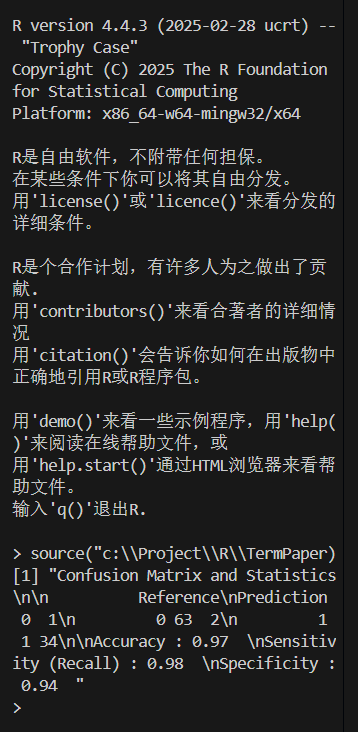 R version 4.4.3 (2025-02-28 ucrt) --
 "Trophy Case"
Copyright (C) 2025 The R Foundation
for Statistical Computing
Platform: x86_64-w64-mingw32/x64
R是自由软件，不附带任何担保。
在某些条件下你可以将其自由分发。
用'license()'或'licence()'来看分发的
详细条件。
R是个合作计划，有许多人为之做出了贡
献.
用'contributors()'来看合著者的详细情
况
用'citation()'会告诉你如何在出版物中
正确地引用R或R程序包。
用'demo()'来看一些示例程序，用'help(
)'来阅读在线帮助文件，或
用'help.start()'通过HTML浏览器来看帮
助文件。
输入'q()'退出R.
> source("c:\\Project\\R\\TermPaper)
[1] "Confusion Matrix and Statistics
\n\n          Reference\nPrediction
 0  1\n         0 63  2\n         1
 1 34\n\nAccuracy : 0.97  \nSensitiv
ity (Recall) : 0.98  \nSpecificity :
 0.94  "
>